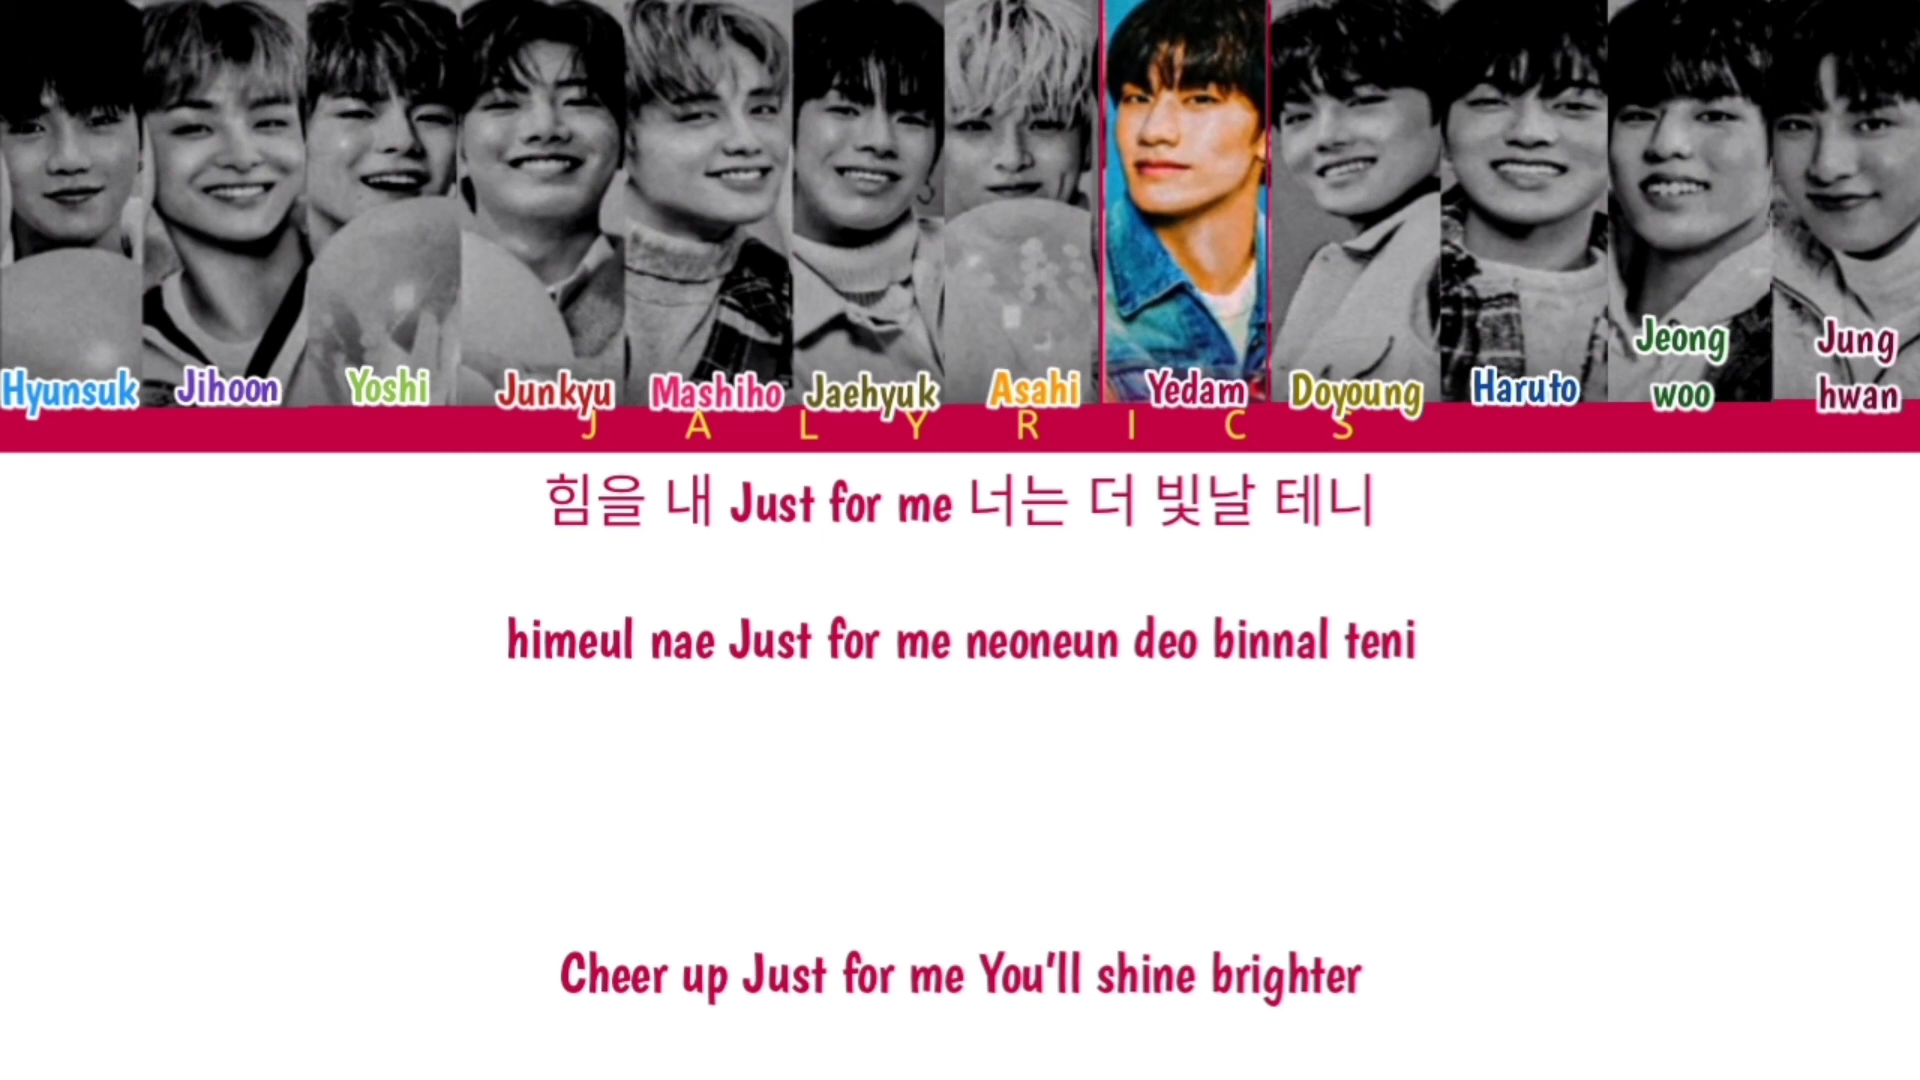 Hyunsuk Jihoon Yoshi Junkyu Mashiho Jaehyuk Asahi Yedam Doyoung Haruto Jeong woo Jung hwan
JALYRICS
힘을 내 Just for me 너는 더 빛날 테니
himeul nae Just for me neoneun deo binnal teni
Cheer up Just for me You'll shine brighter